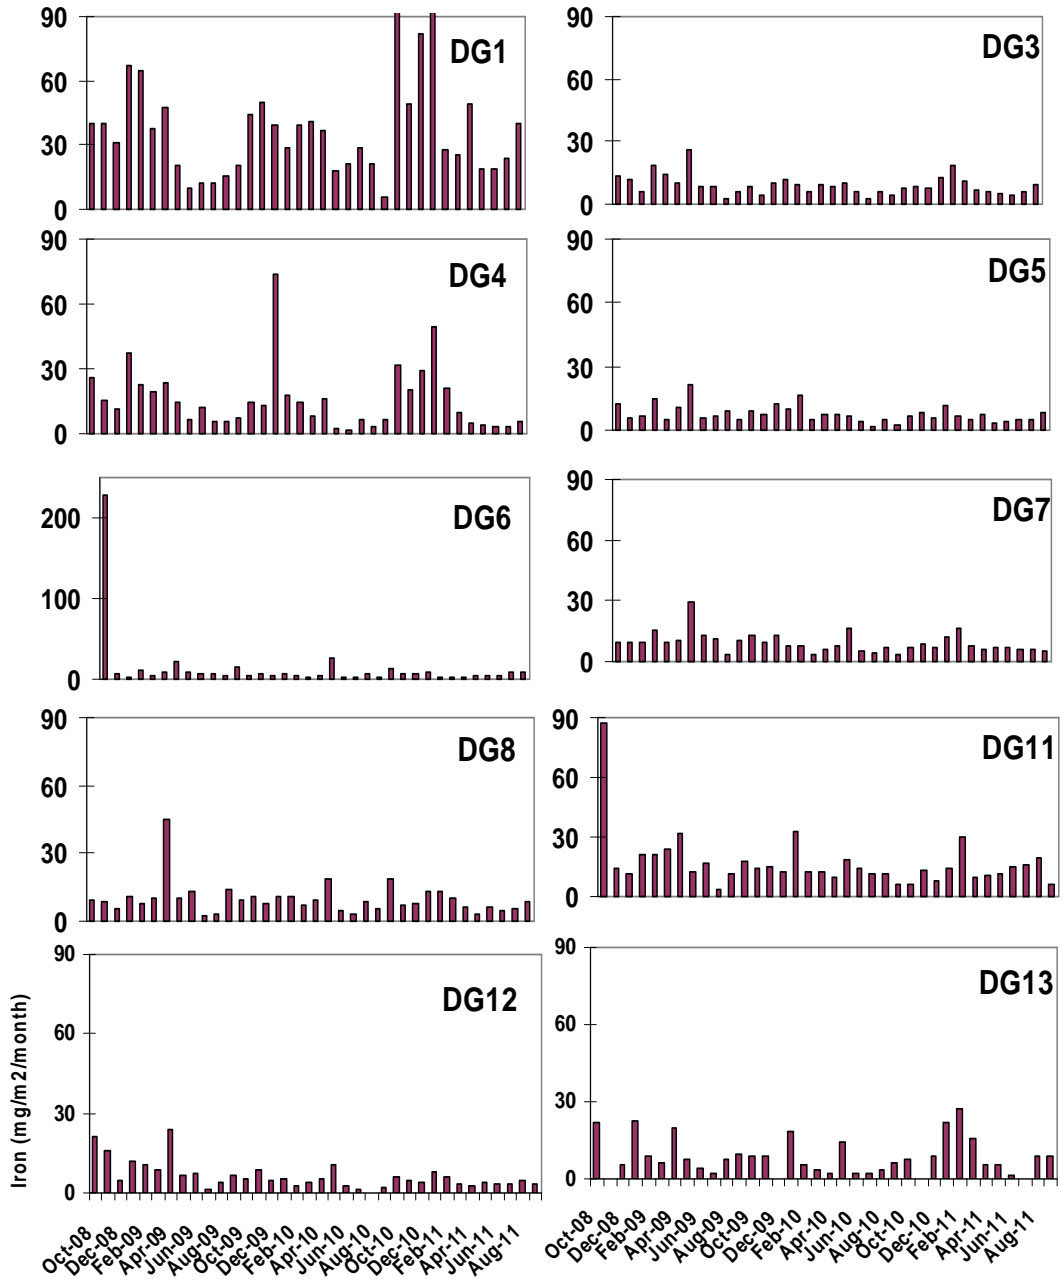 90
60
30
0
DG1
90
60
30
0
DG3
90
60
30
0
DG4
90
60
30
0
DG5
200
100
0
DG6
90
60
30
0
DG7
90
60
30
0
DG8
90
60
30
0
DG11
Iron (mg/m2/month)
90
60
30
0
DG12
Oct-08
Dec-08
Feb-09
Apr-09
Jun-09
Aug-09
Oct-09
Dec-09
Feb-10
Apr-10
Jun-10
Aug-10
Oct-10
Dec-10
Feb-11
Apr-11
Jun-11
Aug-11
90
60
30
0
DG13
Oct-08
Dec-08
Feb-09
Apr-09
Jun-09
Aug-09
Oct-09
Dec-09
Feb-10
Apr-10
Jun-10
Aug-10
Oct-10
Dec-10
Feb-11
Apr-11
Jun-11
Aug-11